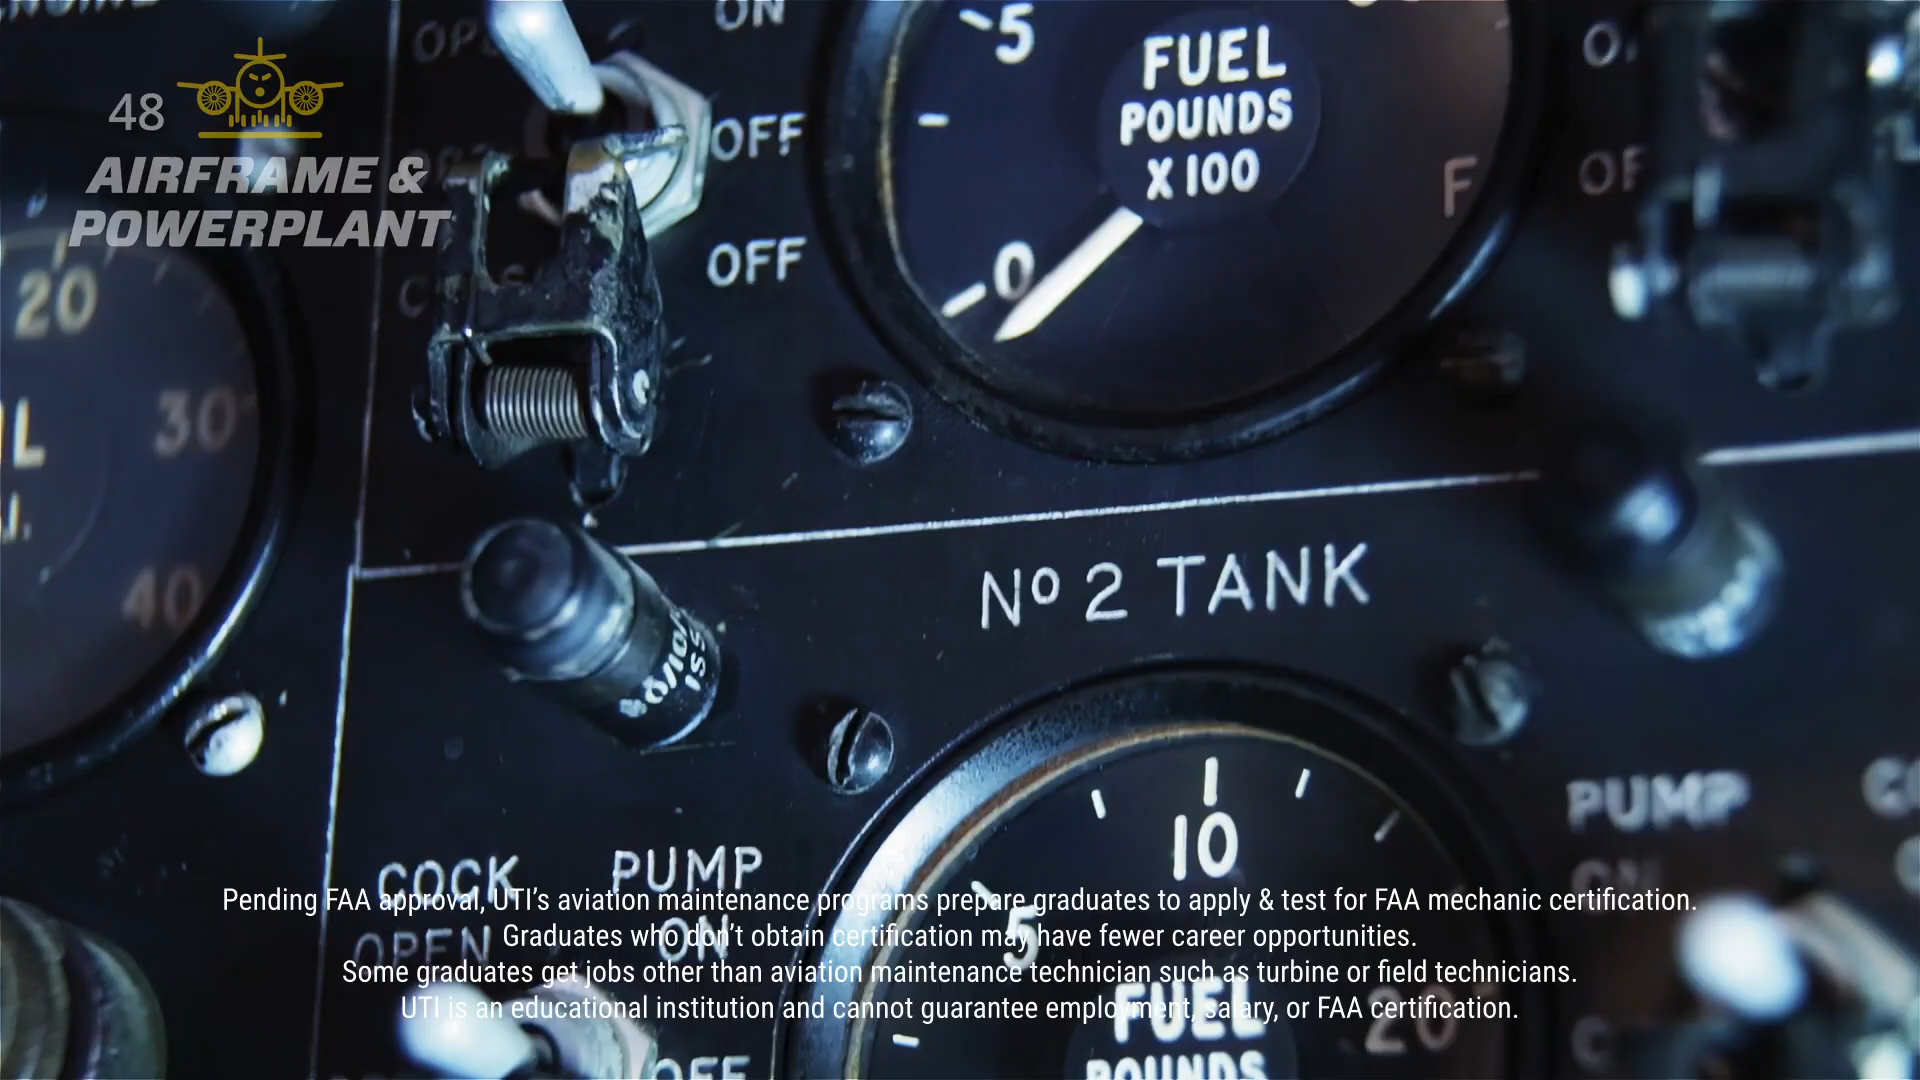 ON
OFF
OFF
5
FUEL
POUNDS
X 100
F
0
48
AIRFRAME &
POWERPLANT
20
30
40
Nº 2 TANK
10
5
20
FUEL
POUNDS
COCK
OPEN
PUMP
ON
OFF
PUMP
ON
Pending FAA approval, UTI's aviation maintenance programs prepare graduates to apply & test for FAA mechanic certification.
Graduates who don't obtain certification may have fewer career opportunities.
Some graduates get jobs other than aviation maintenance technician such as turbine or field technicians.
UTI is an educational institution and cannot guarantee employment, salary, or FAA certification.